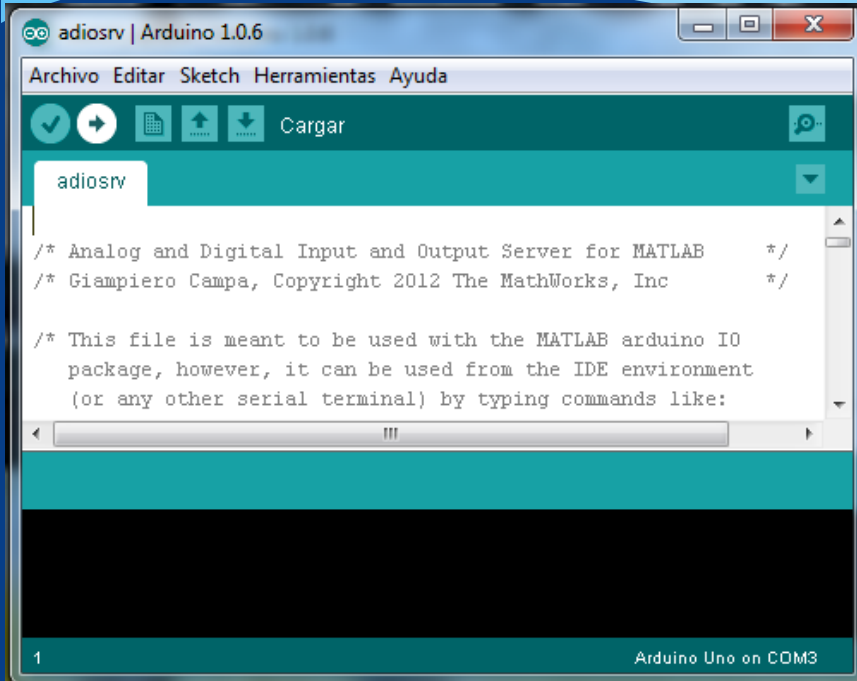 adiosrv | Arduino 1.0.6
Archivo Editar Sketch Herramientas Ayuda
Cargar
adiosrv
/* Analog and Digital Input and Output Server for MATLAB */
/* Giampiero Campa, Copyright 2012 The MathWorks, Inc */
/* This file is meant to be used with the MATLAB arduino IO
package, however, it can be used from the IDE environment
(or any other serial terminal) by typing commands like:
1
Arduino Uno on COM3